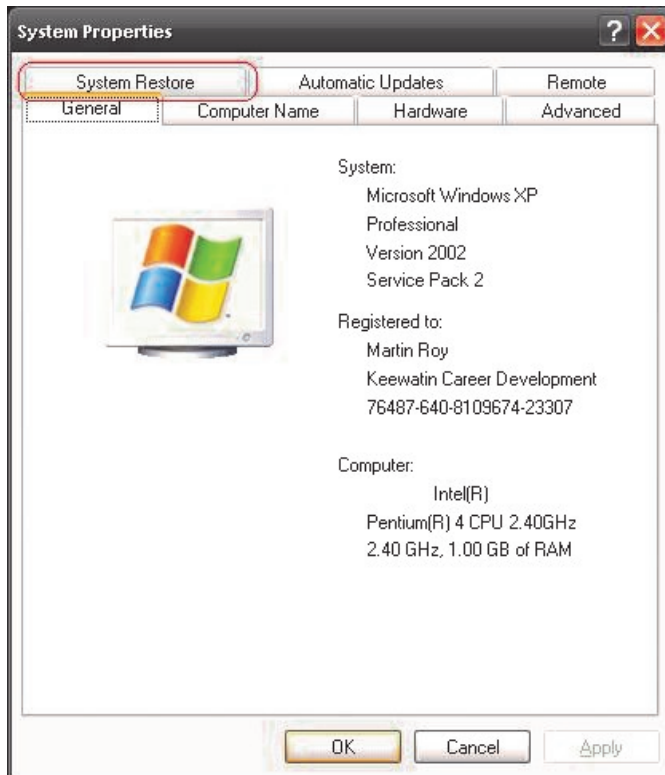 System Properties
System Restore Automatic Updates Remote
General Computer Name Hardware Advanced
System:
Microsoft Windows XP
Professional
Version 2002
Service Pack 2
Registered to:
Martin Roy
Keewatin Career Development
76487-640-8109674-23307
Computer:
Intel(R)
Pentium(R) 4 CPU 2.40GHz
2.40 GHz, 1.00 GB of RAM
OK Cancel Apply